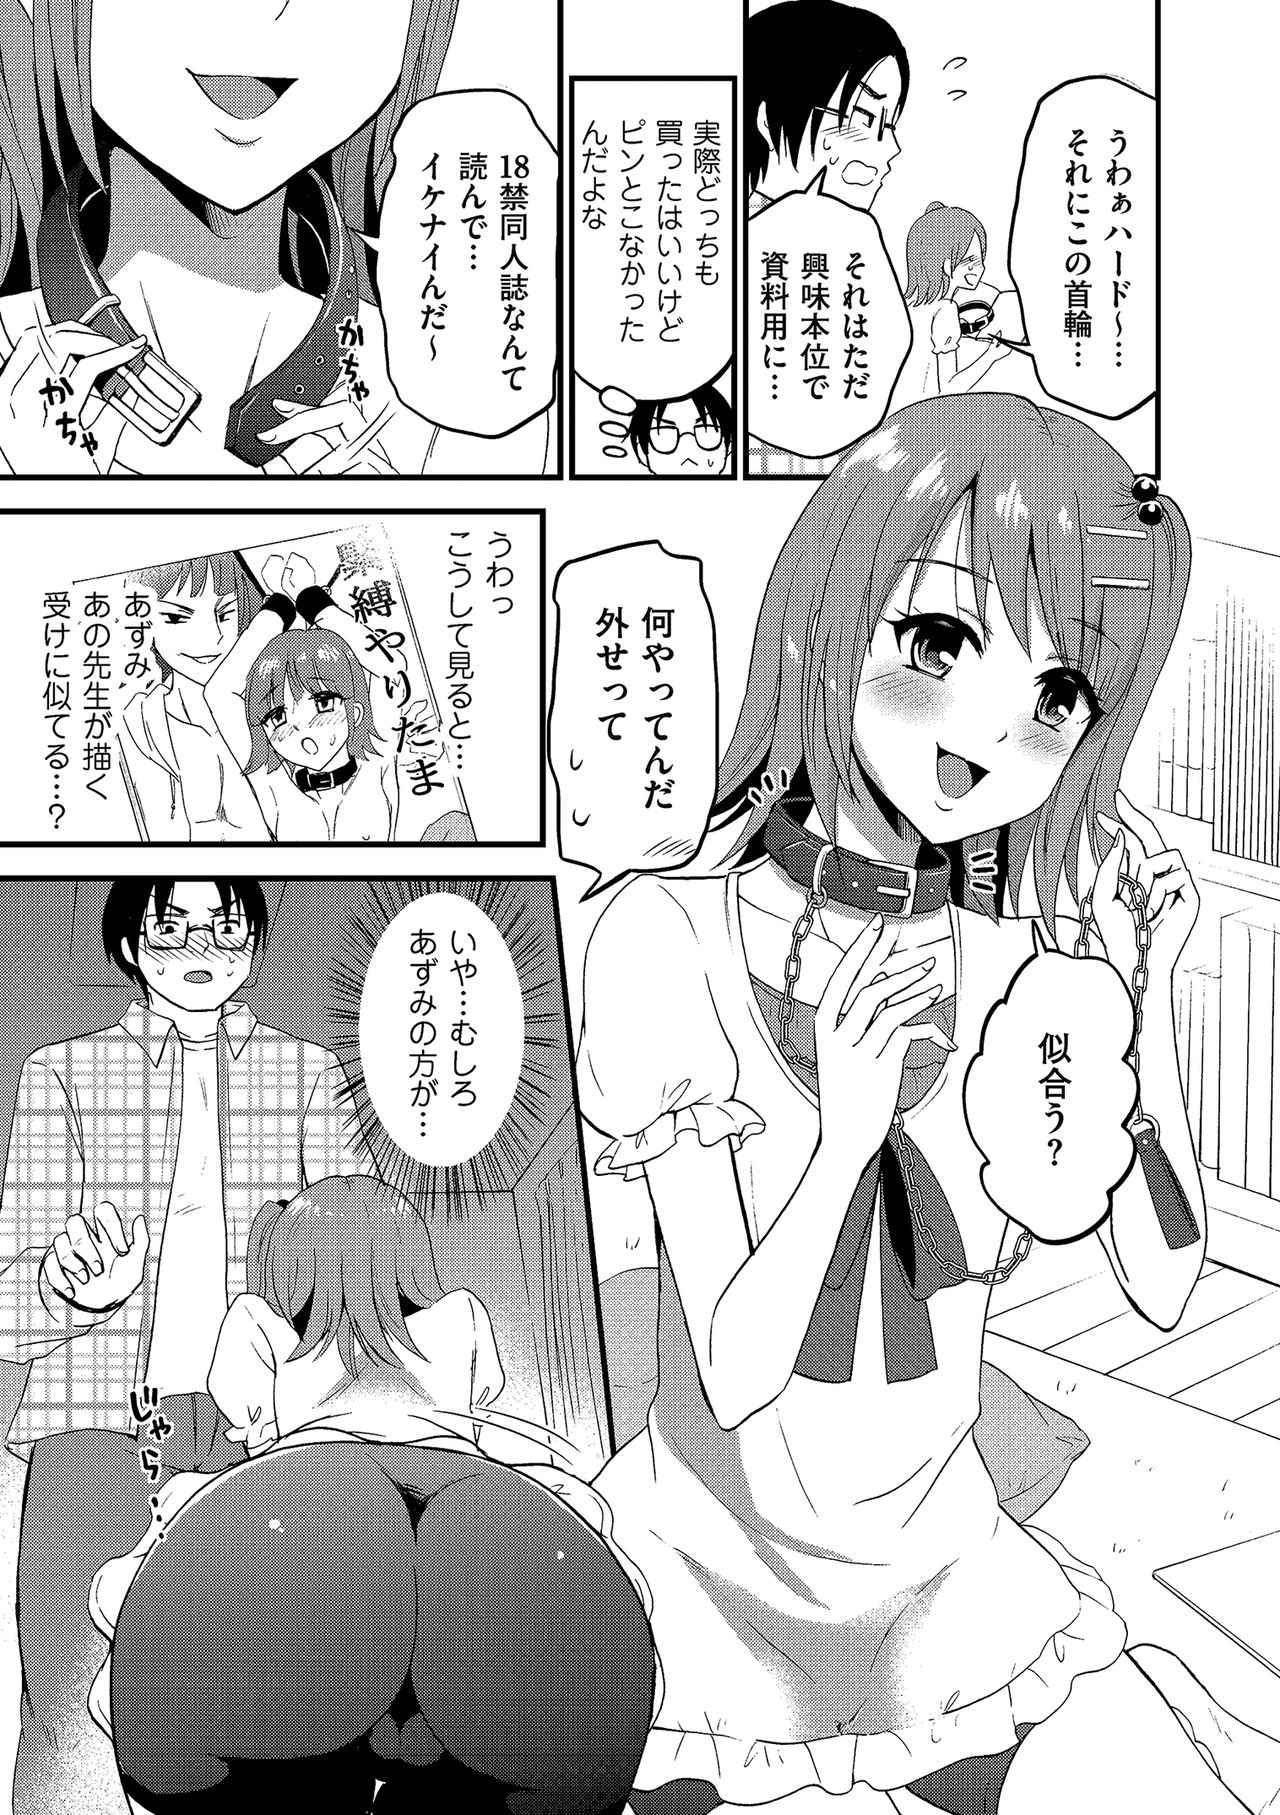 うわぁハード～…
それにこの首輪…
それはただ
興味本位で
資料用に…
実際どっちも
買ったはいいけど
ピンとこなかった
んだよな
18禁同人誌なんて
読んで…
イケナイんだ～
かちゃ
かちゃ
何やってんだ
外せって
似合う？
うわっ
こうして見ると…
縛やりたま
あずみ
あの先生が描く
受けに似てる…？
いや…むしろ
あずみの方が…
じゃら…